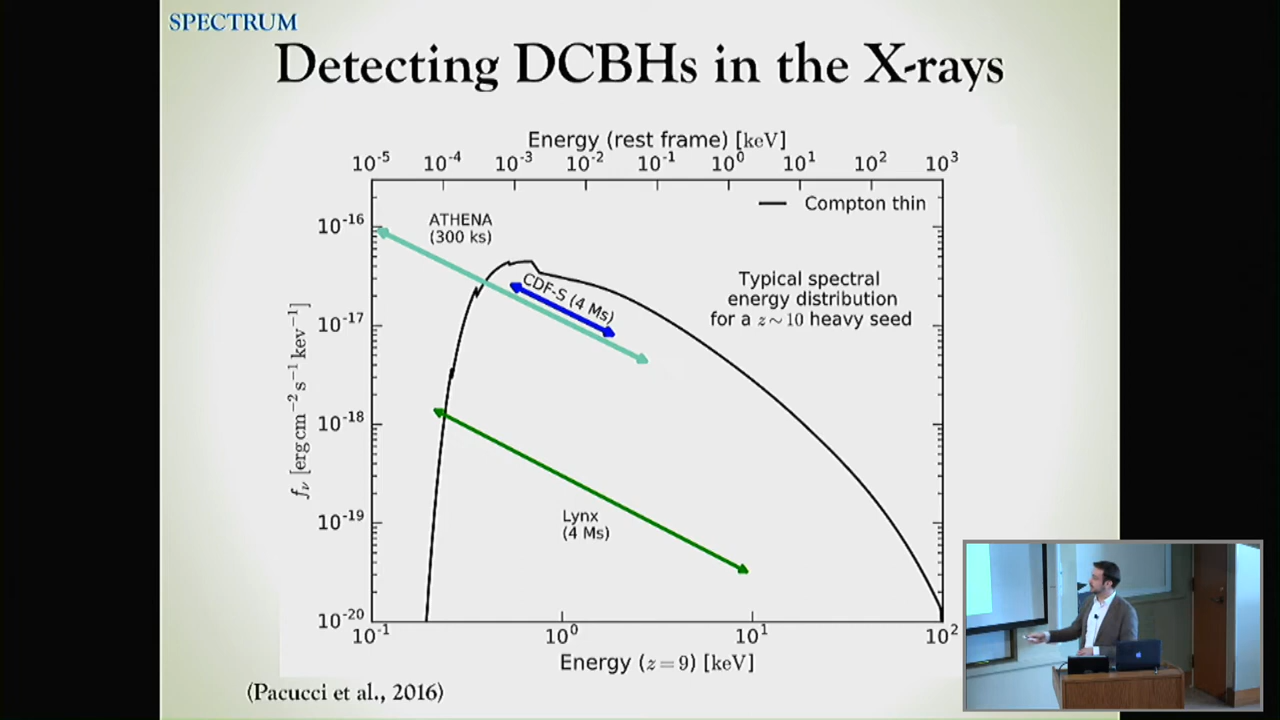 SPECTRUM
Detecting DCBHs in the X-rays
Energy (rest frame) [keV]
10^-5 10^-4 10^-3 10^-2 10^-1 10^0 10^1 10^2 10^3
Compton thin
10^-16
ATHENA
(300 ks)
CDF-S (4 Ms)
Typical spectral
energy distribution
for a z~10 heavy seed
10^-17
f_ν [erg cm^-2 s^-1 kev^-1]
10^-18
10^-19
Lynx
(4 Ms)
10^-20
10^-1 10^0 10^1 10^2
Energy (z=9) [keV]
(Pacucci et al., 2016)